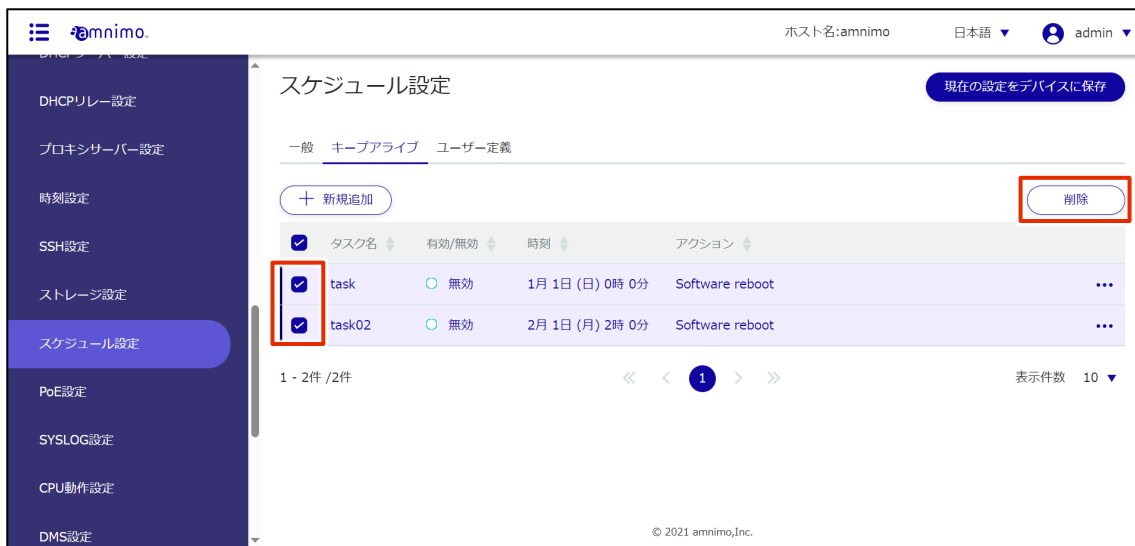 amnimo.
ホスト名:amnimo
日本語 ▼
admin ▼
DHCPリレー設定
プロキシサーバー設定
時刻設定
SSH設定
ストレージ設定
スケジュール設定
PoE設定
SYSLOG設定
CPU動作設定
DMS設定
スケジュール設定
現在の設定をデバイスに保存
一般 キープアライブ ユーザー定義
＋ 新規追加
削除
タスク名 有効/無効 時刻 アクション
task 無効 1月 1日 (日) 0時 0分 Software reboot
task02 無効 2月 1日 (月) 2時 0分 Software reboot
1 - 2件 /2件
1
表示件数 10 ▼
© 2021 amnimo,Inc.